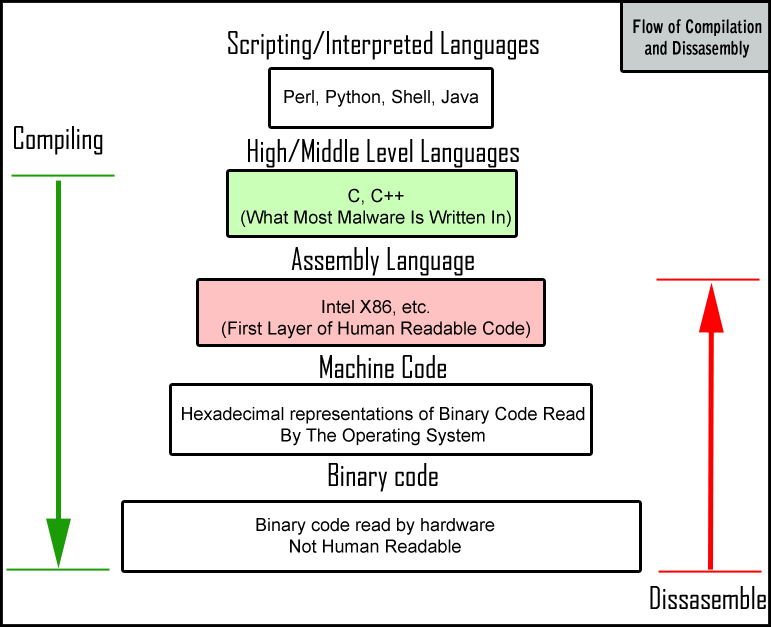 Flow of Compilation
and Dissasembly
Scripting/Interpreted Languages
Perl, Python, Shell, Java
Compiling
High/Middle Level Languages
C, C++
(What Most Malware Is Written In)
Assembly Language
Intel X86, etc.
(First Layer of Human Readable Code)
Machine Code
Hexadecimal representations of Binary Code Read
By The Operating System
Binary code
Binary code read by hardware
Not Human Readable
Dissasemble